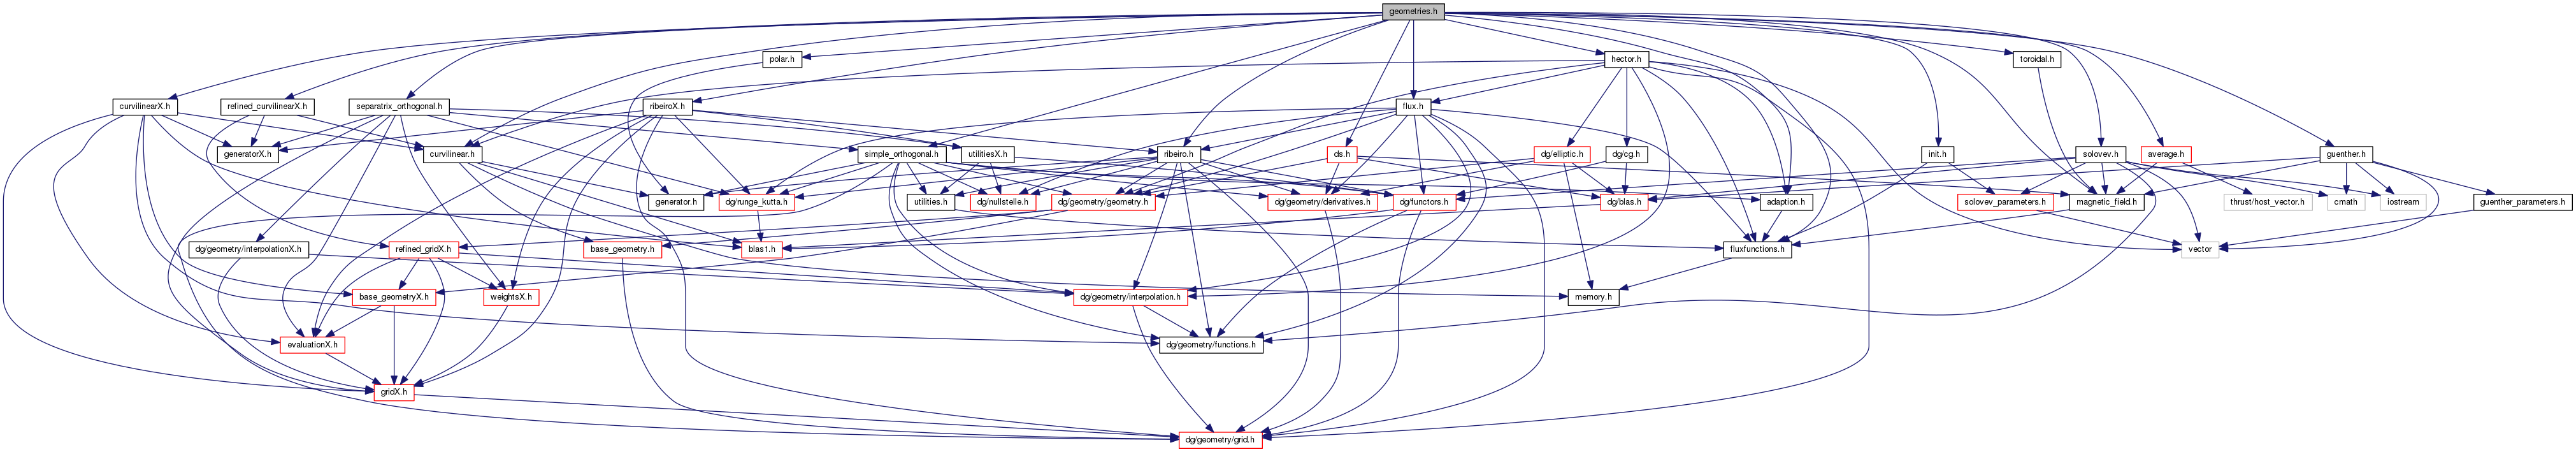 geometries.h
polar.h
hector.h
toroidal.h
curvilinearX.h
refined_curvilinearX.h
separatrix_orthogonal.h
ribeiroX.h
flux.h
generatorX.h
curvilinear.h
simple_orthogonal.h
utilitiesX.h
ribeiro.h
ds.h
dg/elliptic.h
dg/cg.h
init.h
solovev.h
average.h
guenther.h
generator.h
dg/runge_kutta.h
utilities.h
dg/nullstelle.h
dg/geometry/geometry.h
dg/geometry/derivatives.h
dg/functors.h
dg/blas.h
adaption.h
solovev_parameters.h
magnetic_field.h
thrust/host_vector.h
cmath
iostream
guenther_parameters.h
dg/geometry/interpolationX.h
refined_gridX.h
base_geometry.h
blas1.h
fluxfunctions.h
vector
base_geometryX.h
weightsX.h
dg/geometry/interpolation.h
memory.h
evaluationX.h
dg/geometry/functions.h
gridX.h
dg/geometry/grid.h